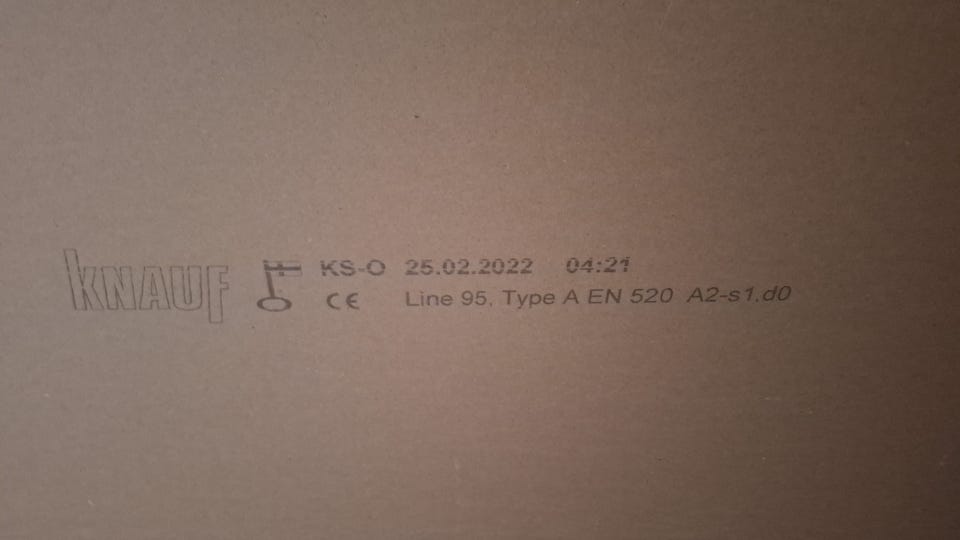 KNAUF
KS-O 25.02.2022 04:21
CE Line 95, Type A EN 520 A2-s1.d0